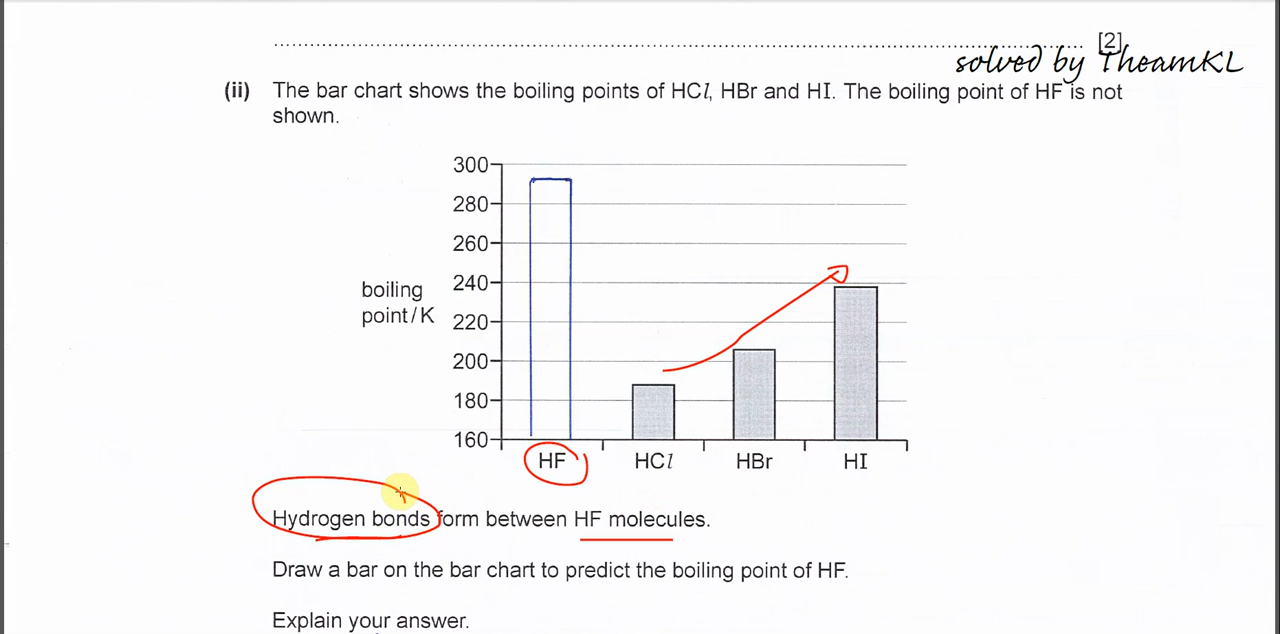 [2]
solved by TheamKL
(ii) The bar chart shows the boiling points of HCl, HBr and HI. The boiling point of HF is not
shown.
300
280
260
boiling
point/K
240
220
200
180
160
HF HCl HBr HI
Hydrogen bonds form between HF molecules.
Draw a bar on the bar chart to predict the boiling point of HF.
Explain your answer.